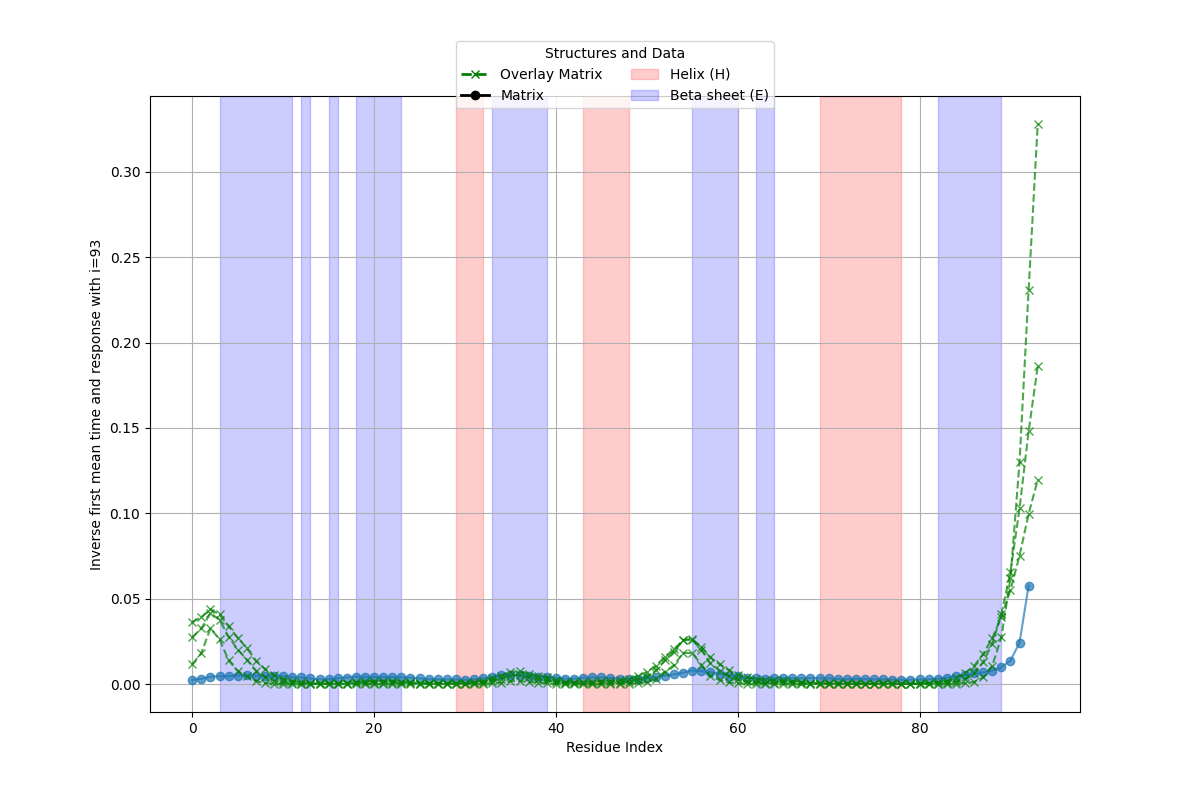 Structures and Data
Overlay Matrix
Helix (H)
Matrix
Beta sheet (E)
0.30
0.25
0.20
0.15
0.10
0.05
0.00
Inverse first mean time and response with i=93
0 20 40 60 80
Residue Index